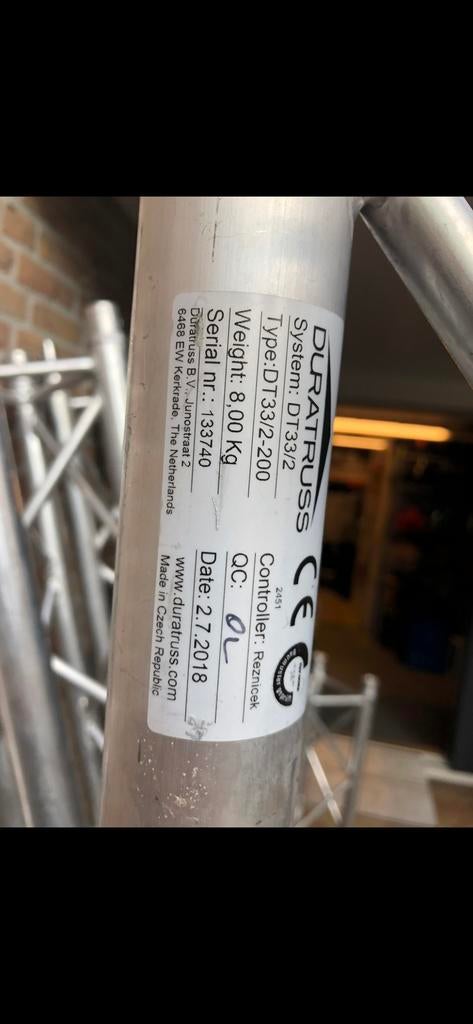 DURATRUSS CE
2451
System: DT33/2
Type:DT33/2-200 Controller: Reznicek
Weight: 8,00 Kg QC: OL
Serial nr.: 133740 Date: 2.7.2018
Duratruss B.V., Junostraat 2 www.duratruss.com
6468 EW Kerkrade, The Netherlands Made in Czech Republic